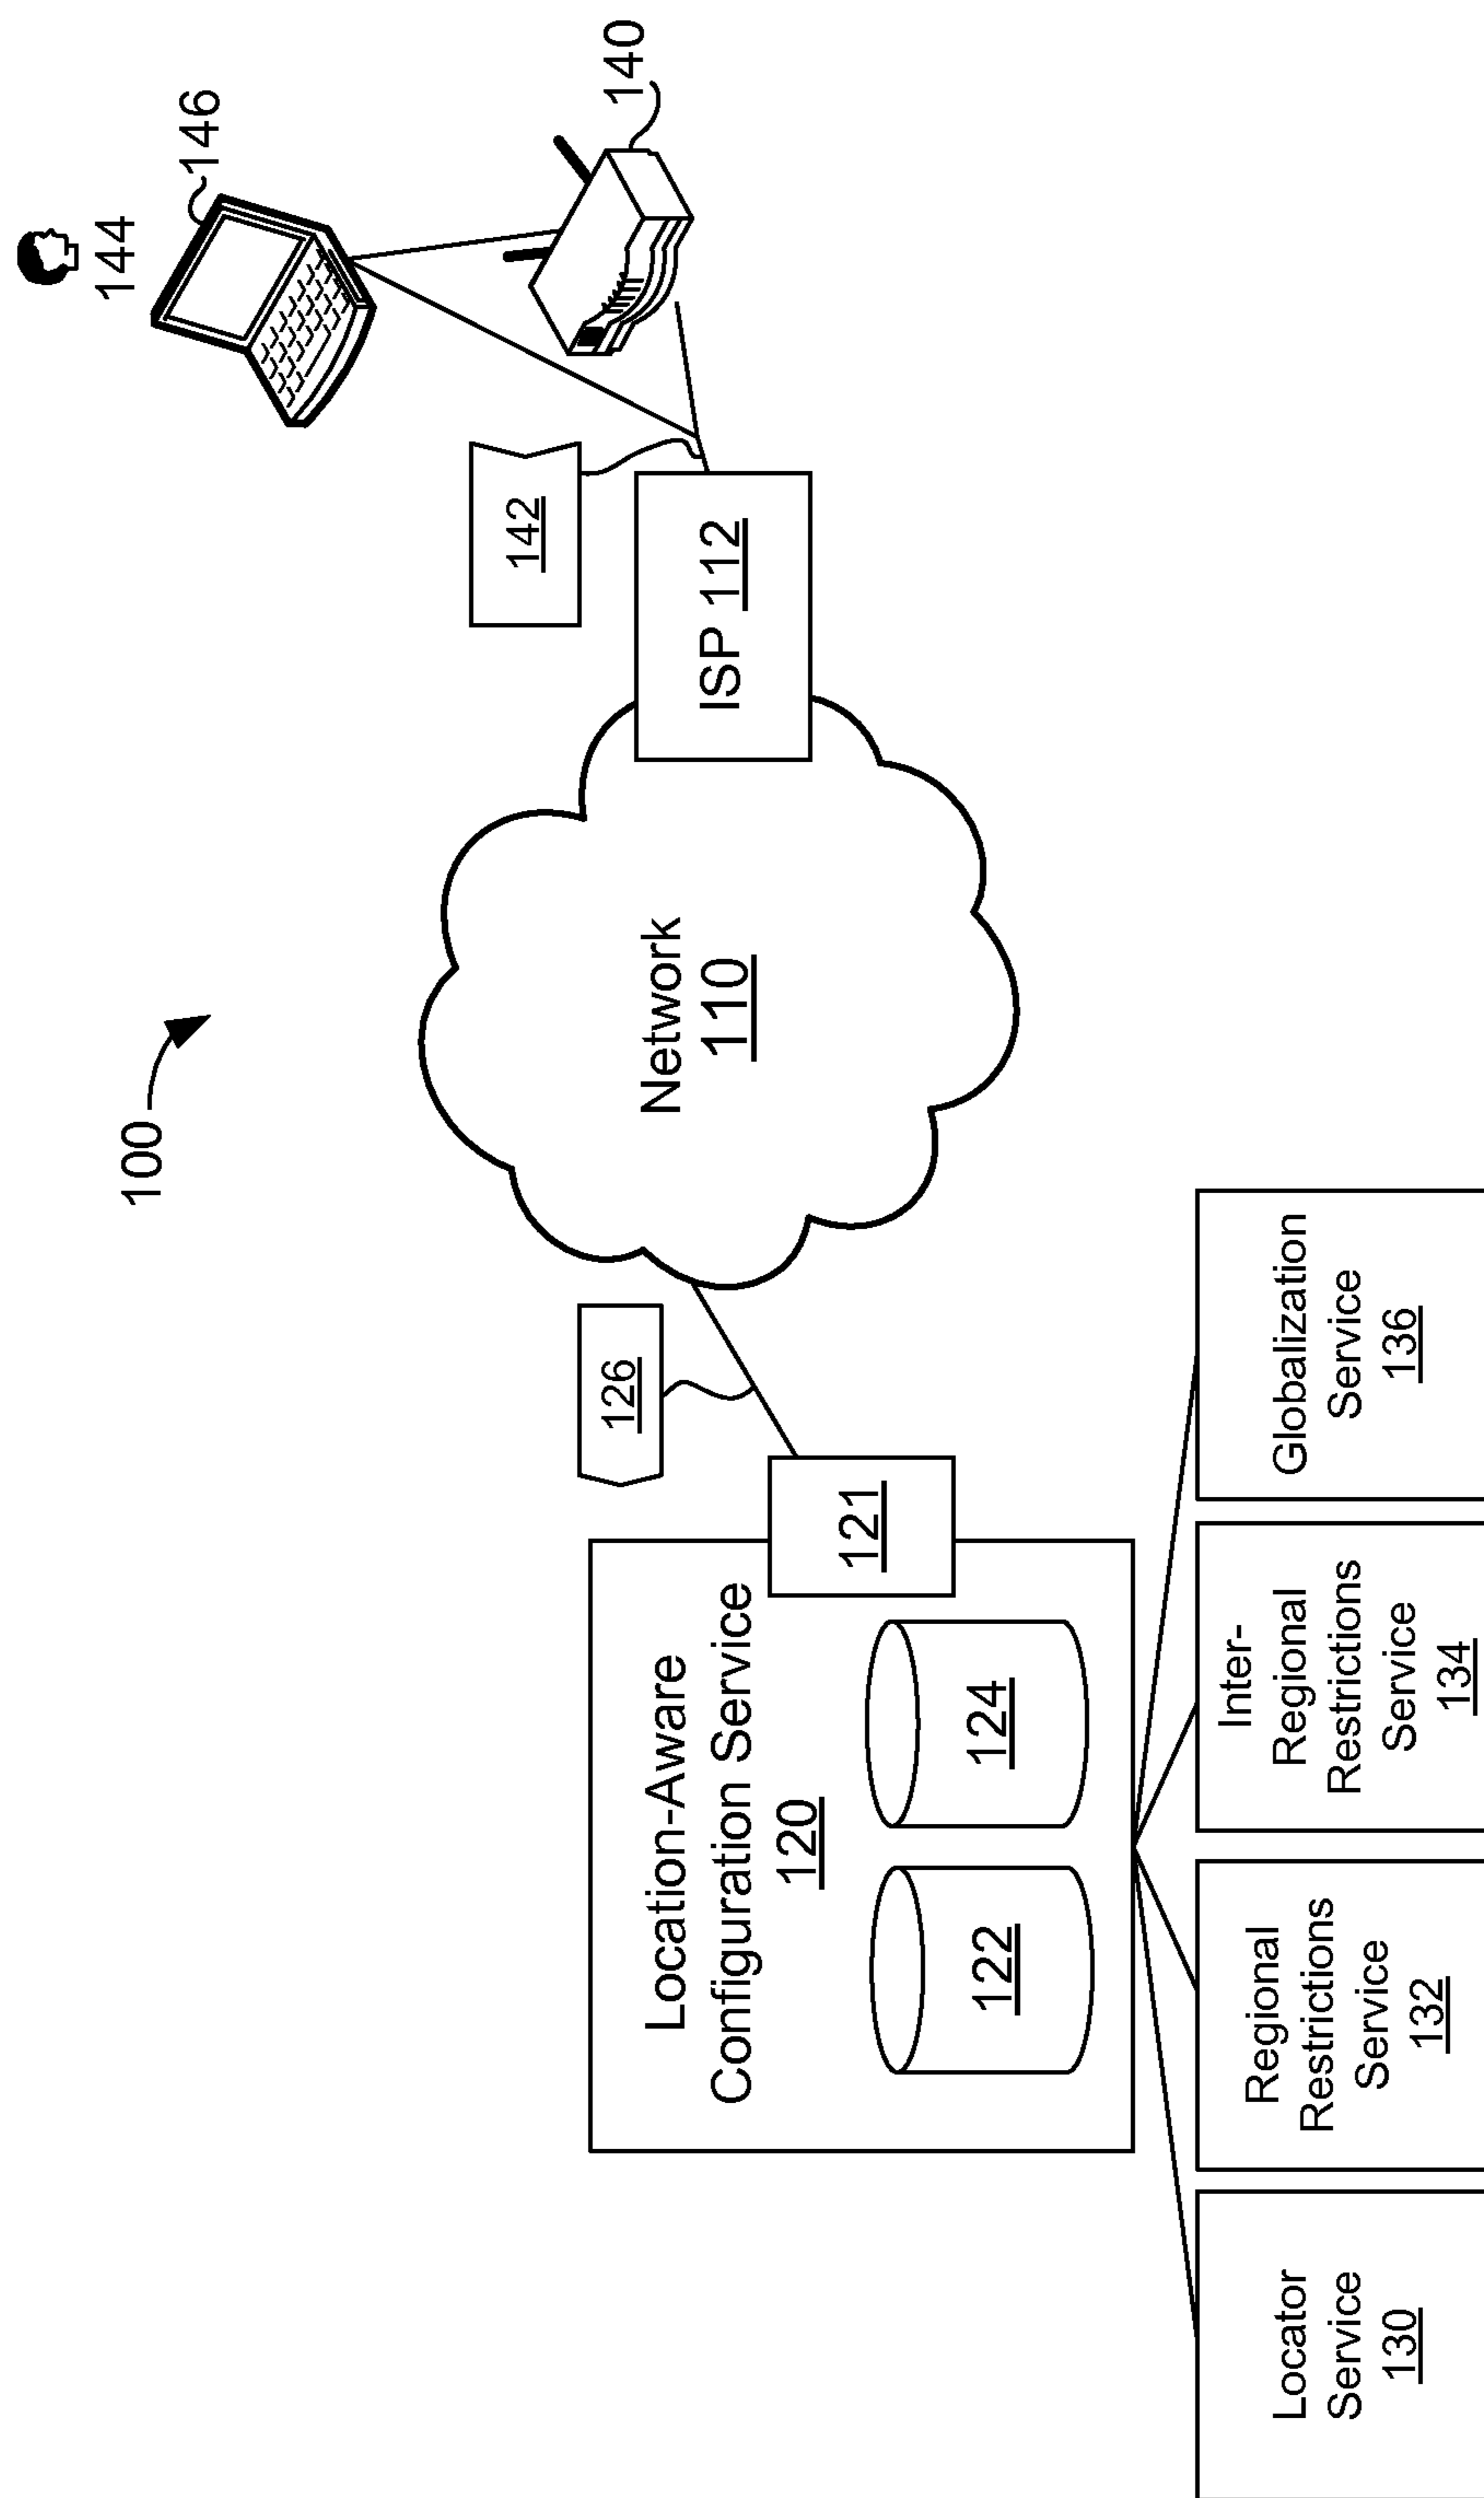 100
144
146
140
142
ISP 112
Network
110
126
121
Location-Aware
Configuration Service
120
122
124
Locator
Service
130
Regional
Restrictions
Service
132
Inter-
Regional
Restrictions
Service
134
Globalization
Service
136